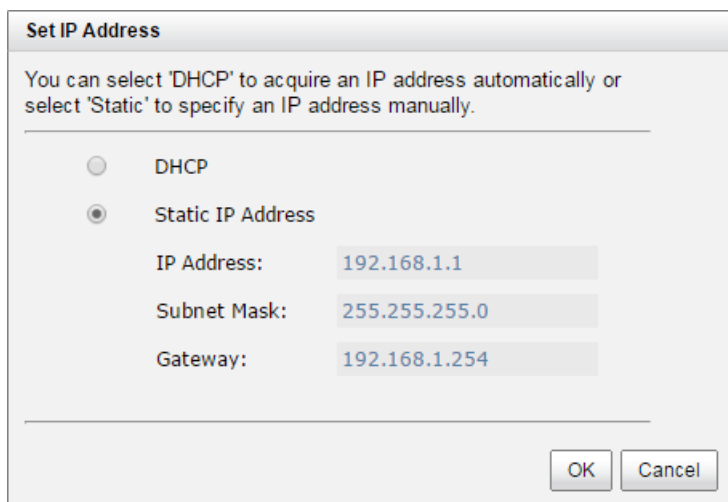 Set IP Address
You can select 'DHCP' to acquire an IP address automatically or
select 'Static' to specify an IP address manually.
DHCP
Static IP Address
IP Address: 192.168.1.1
Subnet Mask: 255.255.255.0
Gateway: 192.168.1.254
OK Cancel